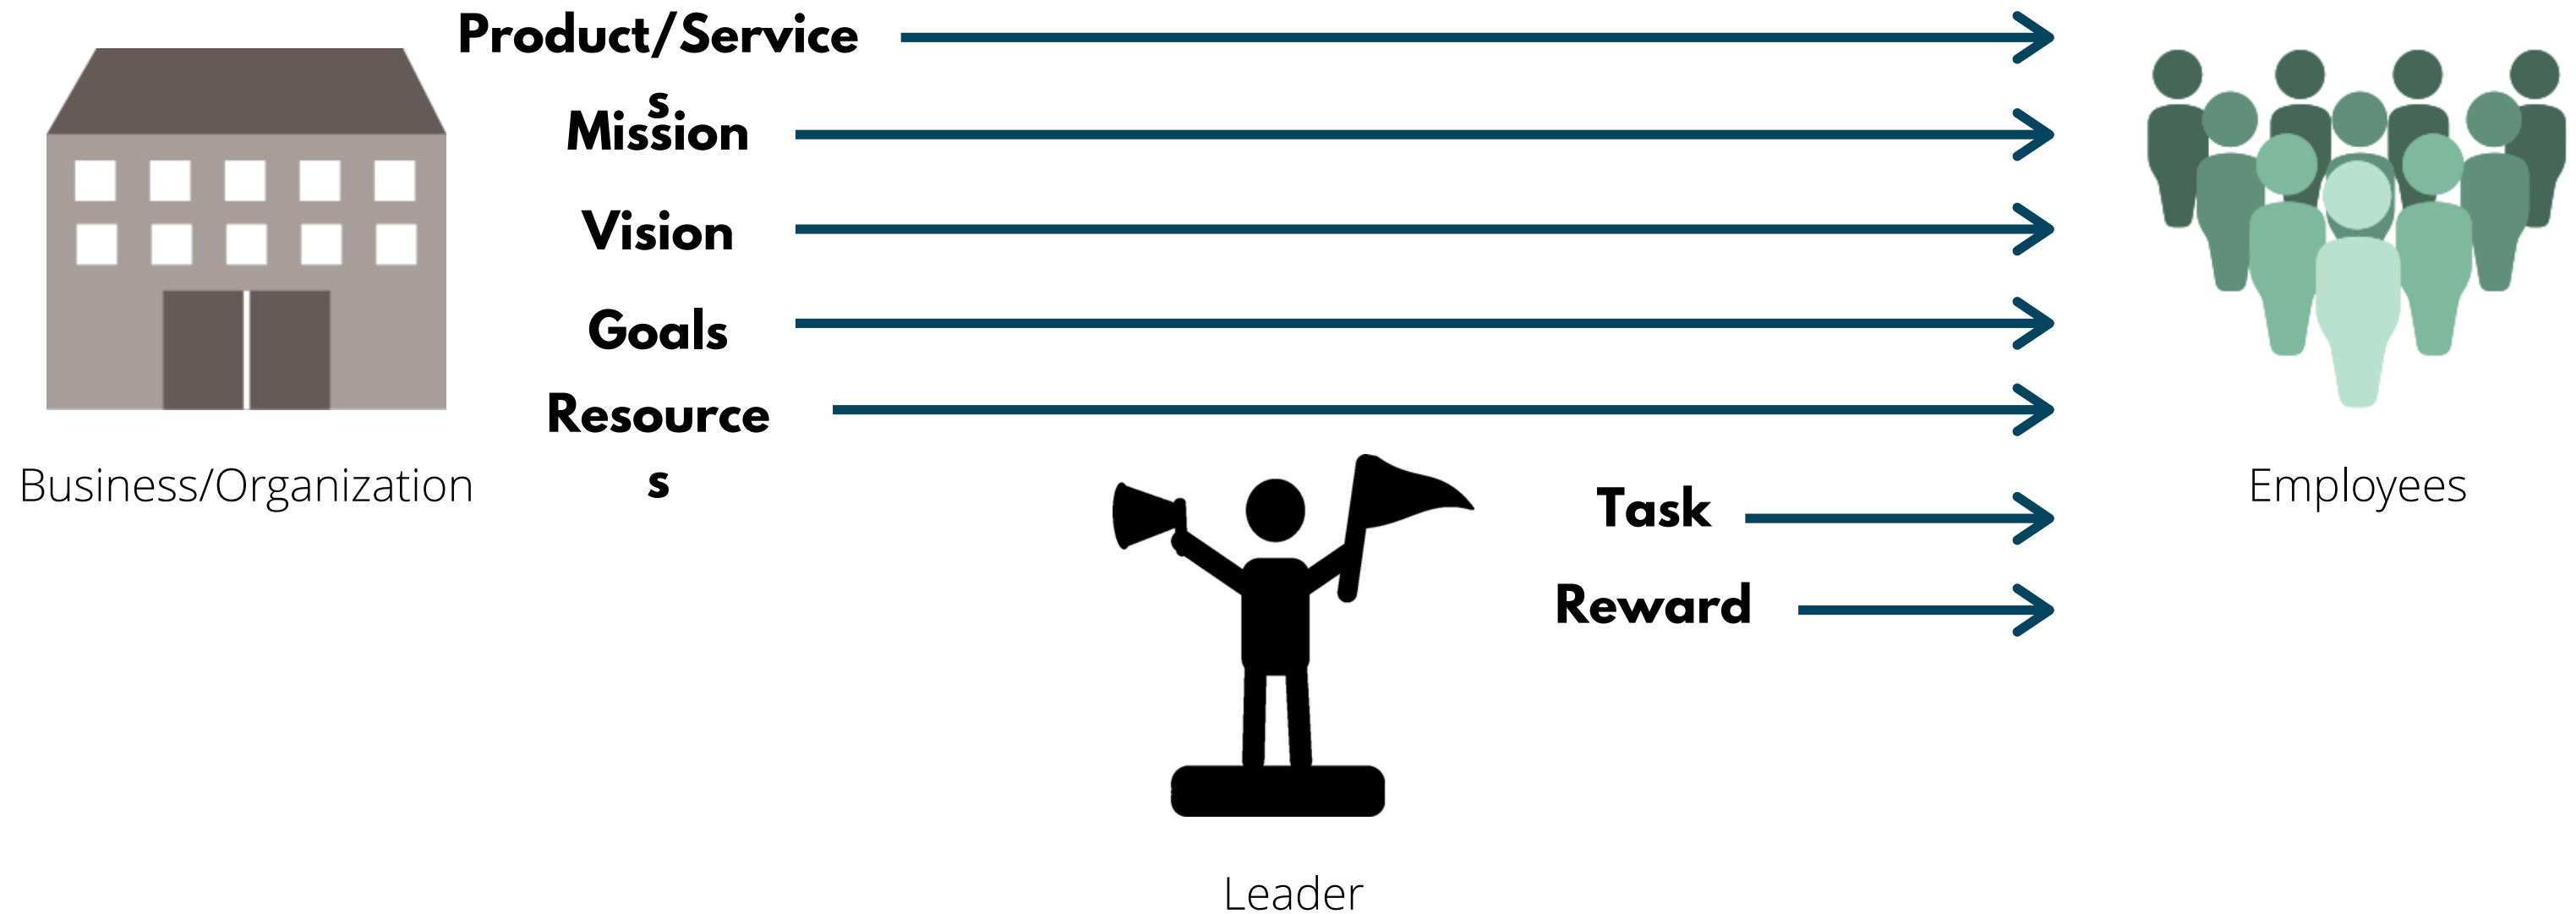 Product/Service
s
Mission
Vision
Goals
Resource
s
Business/Organization
Employees
Task
Reward
Leader